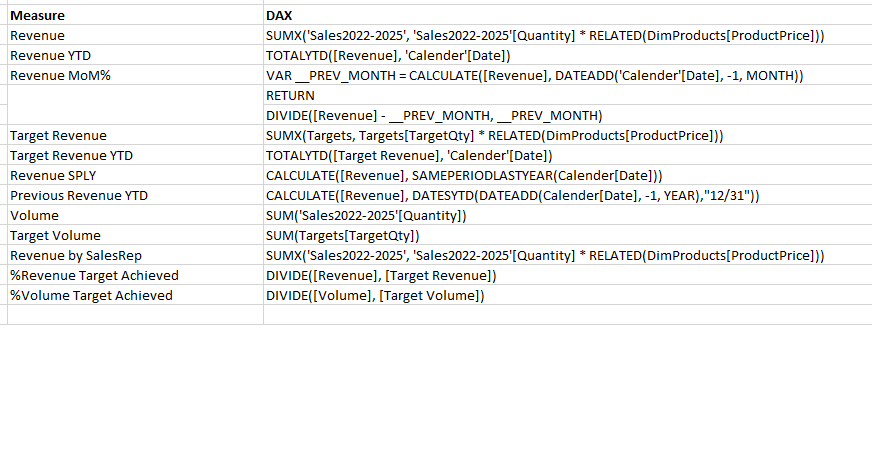 Measure DAX
Revenue SUMX('Sales2022-2025', 'Sales2022-2025'[Quantity] * RELATED(DimProducts[ProductPrice]))
Revenue YTD TOTALYTD([Revenue], 'Calender'[Date])
Revenue MoM% VAR __PREV_MONTH = CALCULATE([Revenue], DATEADD('Calender'[Date], -1, MONTH))
RETURN
DIVIDE([Revenue] - __PREV_MONTH, __PREV_MONTH)
Target Revenue SUMX(Targets, Targets[TargetQty] * RELATED(DimProducts[ProductPrice]))
Target Revenue YTD TOTALYTD([Target Revenue], 'Calender'[Date])
Revenue SPLY CALCULATE([Revenue], SAMEPERIODLASTYEAR(Calender[Date]))
Previous Revenue YTD CALCULATE([Revenue], DATESYTD(DATEADD(Calender[Date], -1, YEAR),"12/31"))
Volume SUM('Sales2022-2025'[Quantity])
Target Volume SUM(Targets[TargetQty])
Revenue by SalesRep SUMX('Sales2022-2025', 'Sales2022-2025'[Quantity] * RELATED(DimProducts[ProductPrice]))
%Revenue Target Achieved DIVIDE([Revenue], [Target Revenue])
%Volume Target Achieved DIVIDE([Volume], [Target Volume])